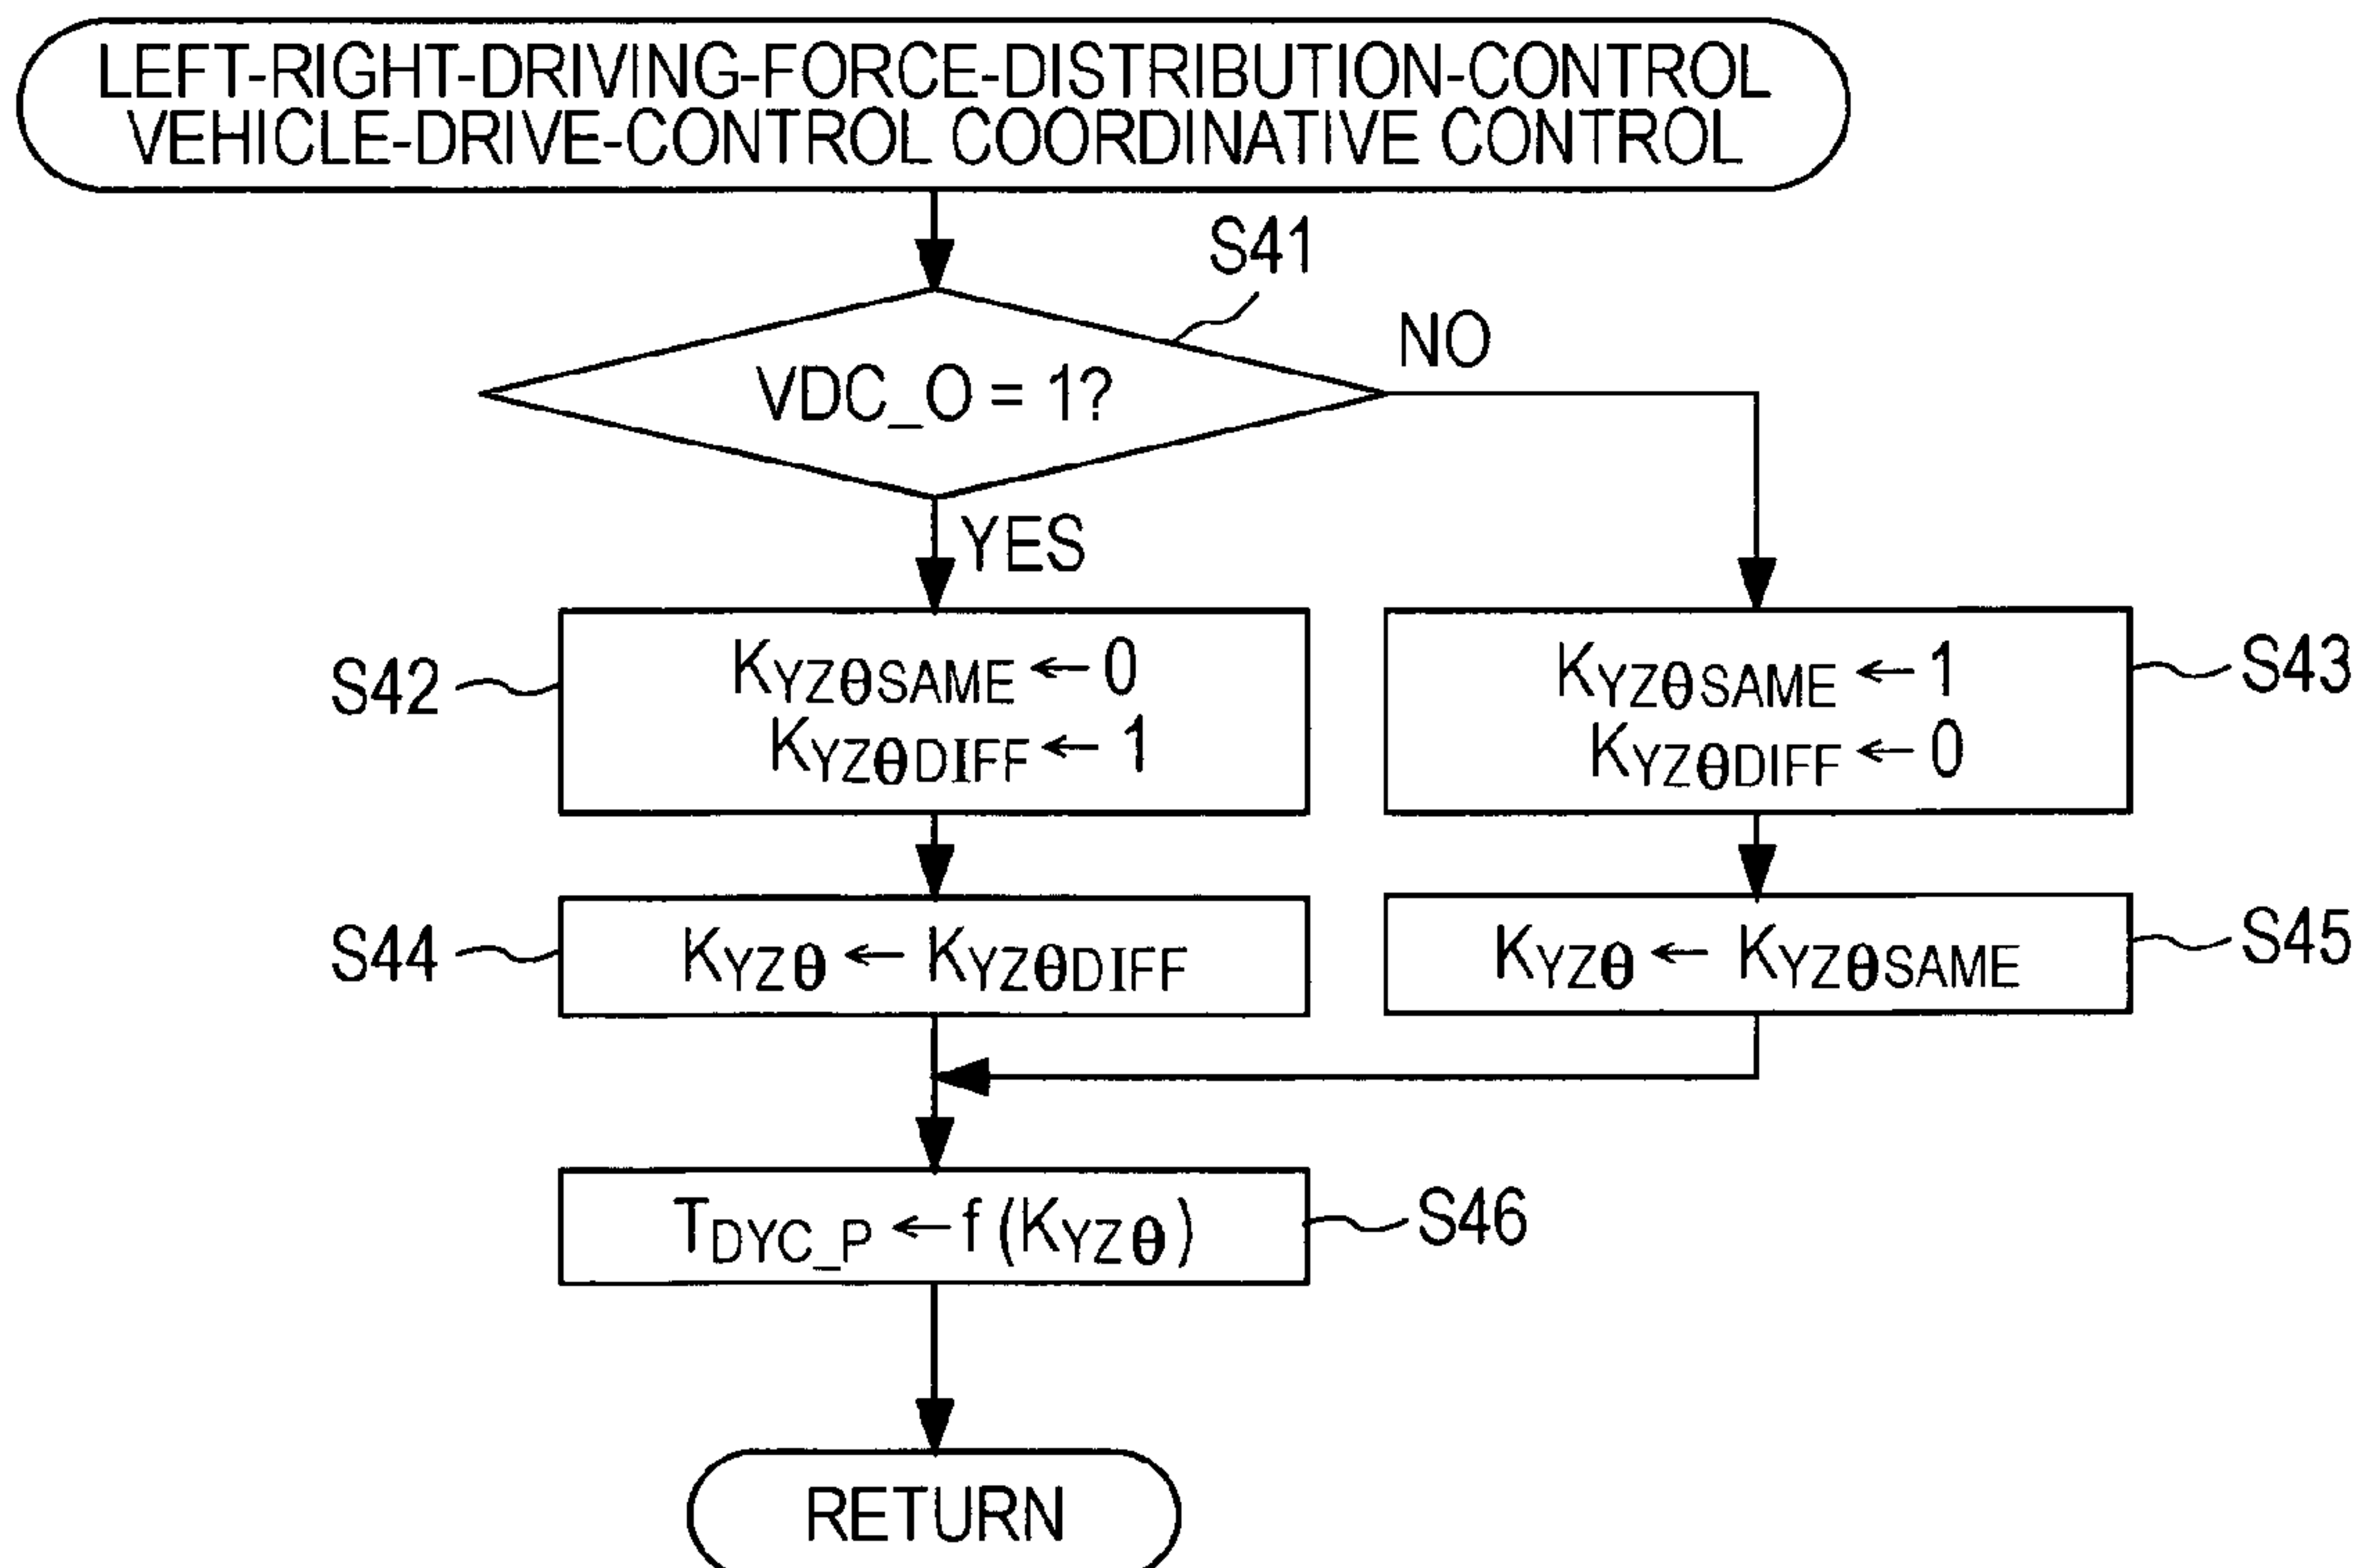 LEFT-RIGHT-DRIVING-FORCE-DISTRIBUTION-CONTROL
VEHICLE-DRIVE-CONTROL COORDINATIVE CONTROL
S41
VDC_O = 1?
NO
YES
S42
KYZθSAME ← 0
KYZθDIFF ← 1
KYZθSAME ← 1
KYZθDIFF ← 0
S43
S44
KYZθ ← KYZθDIFF
KYZθ ← KYZθSAME
S45
TDYC_P ← f (KYZθ)
S46
RETURN